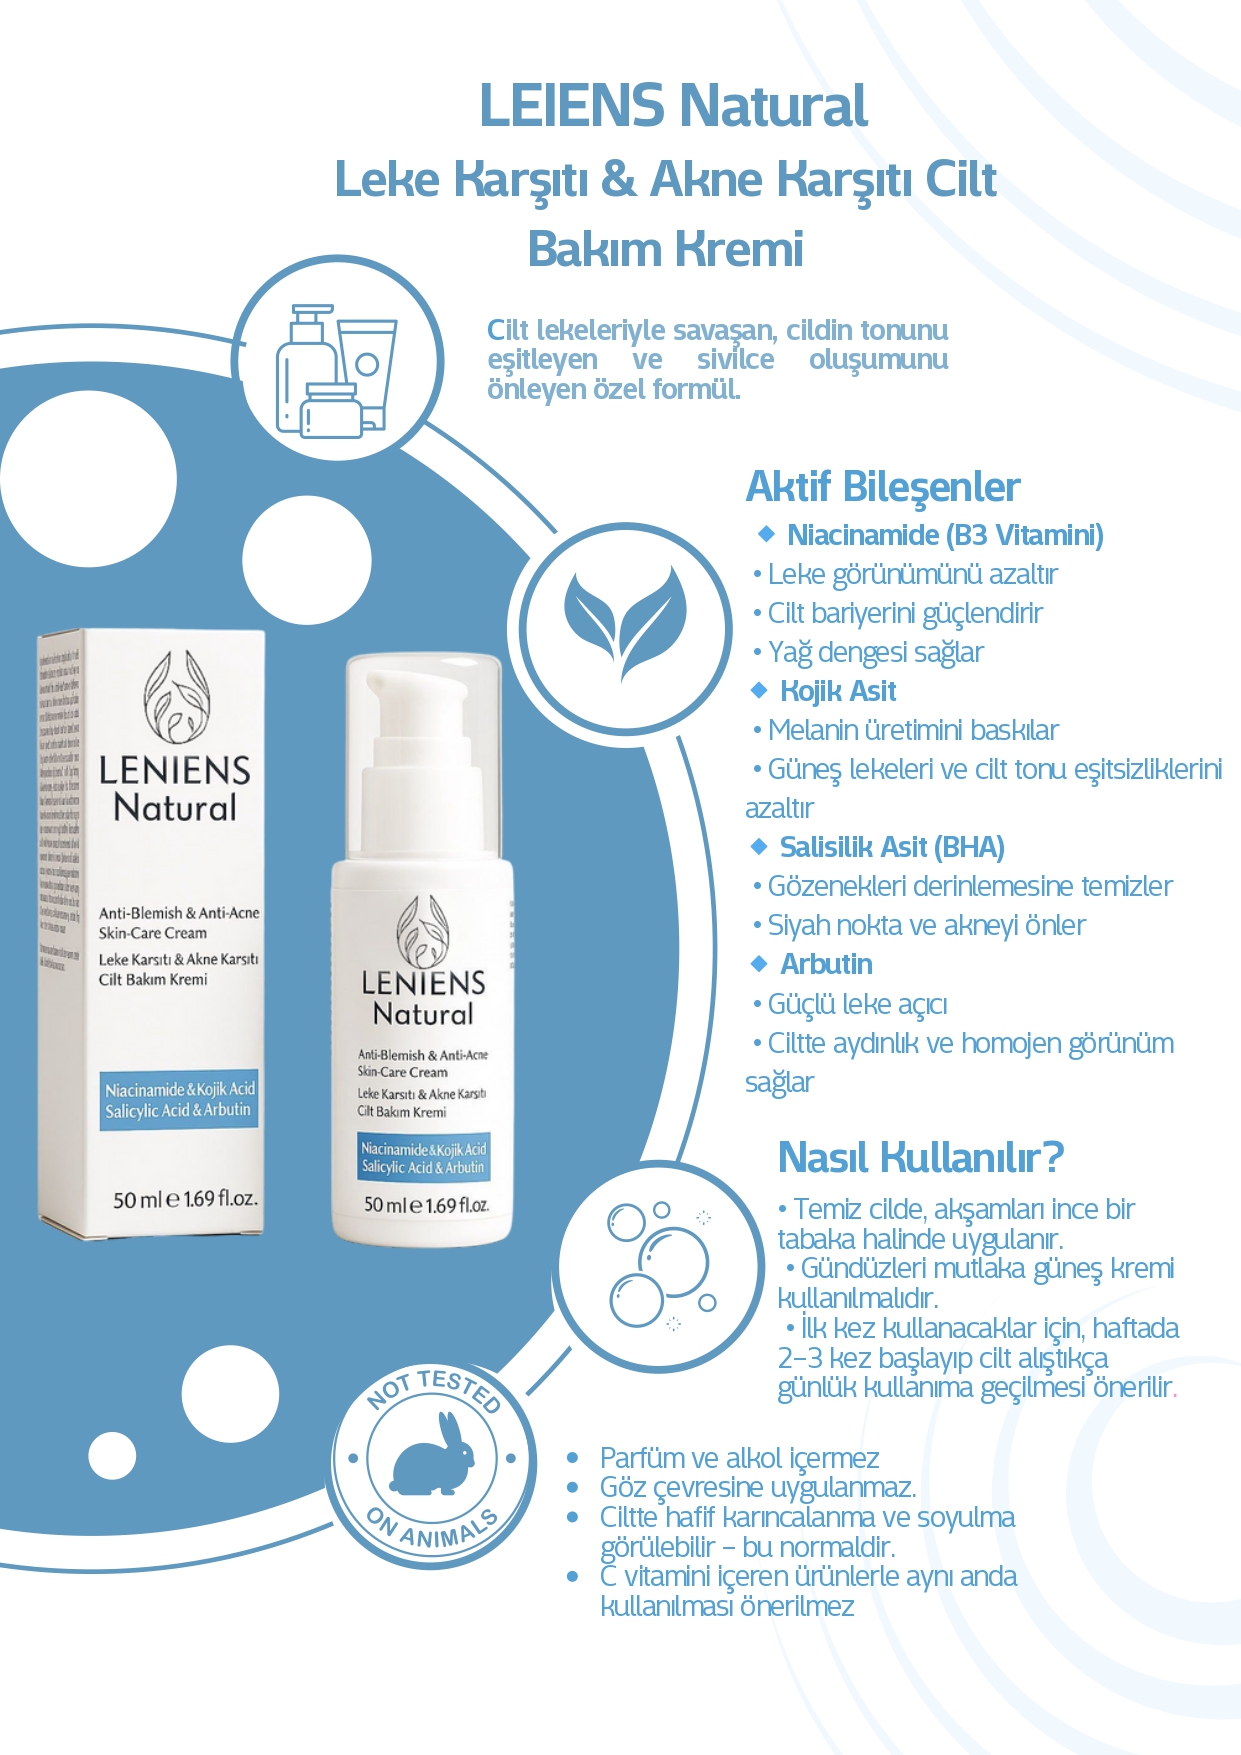 LEIENS Natural
Leke Karşıtı & Akne Karşıtı Cilt
Bakım Kremi
Cilt lekeleriyle savaşan, cildin tonunu
eşitleyen ve sivilce oluşumunu
önleyen özel formül.
Aktif Bileşenler
Niacinamide (B3 Vitamini)
• Leke görünümünü azaltır
• Cilt bariyerini güçlendirir
• Yağ dengesi sağlar
Kojik Asit
• Melanin üretimini baskılar
• Güneş lekeleri ve cilt tonu eşitsizliklerini
azaltır
Salisilik Asit (BHA)
• Gözenekleri derinlemesine temizler
• Siyah nokta ve akneyi önler
Arbutin
• Güçlü leke açıcı
• Ciltte aydınlık ve homojen görünüm
sağlar
LENIENS
Natural
Anti-Blemish & Anti-Acne
Skin-Care Cream
Leke Karsıtı & Akne Karsıtı
Cilt Bakım Kremi
Niacinamide & Kojik Acid
Salicylic Acid & Arbutin
50 ml e 1.69 fl.oz.
LENIENS
Natural
Anti-Blemish & Anti-Acne
Skin-Care Cream
Leke Karsıtı & Akne Karsıtı
Cilt Bakım Kremi
Niacinamide & Kojik Acid
Salicylic Acid & Arbutin
50 ml e 1.69 fl.oz.
Nasıl Kullanılır?
• Temiz cilde, akşamları ince bir
tabaka halinde uygulanır.
• Gündüzleri mutlaka güneş kremi
kullanılmalıdır.
• İlk kez kullanacaklar için, haftada
2–3 kez başlayıp cilt alıştıkça
günlük kullanıma geçilmesi önerilir.
NOT TESTED
ON ANIMALS
• Parfüm ve alkol içermez
• Göz çevresine uygulanmaz.
• Ciltte hafif karıncalanma ve soyulma
görülebilir – bu normaldir.
• C vitamini içeren ürünlerle aynı anda
kullanılması önerilmez